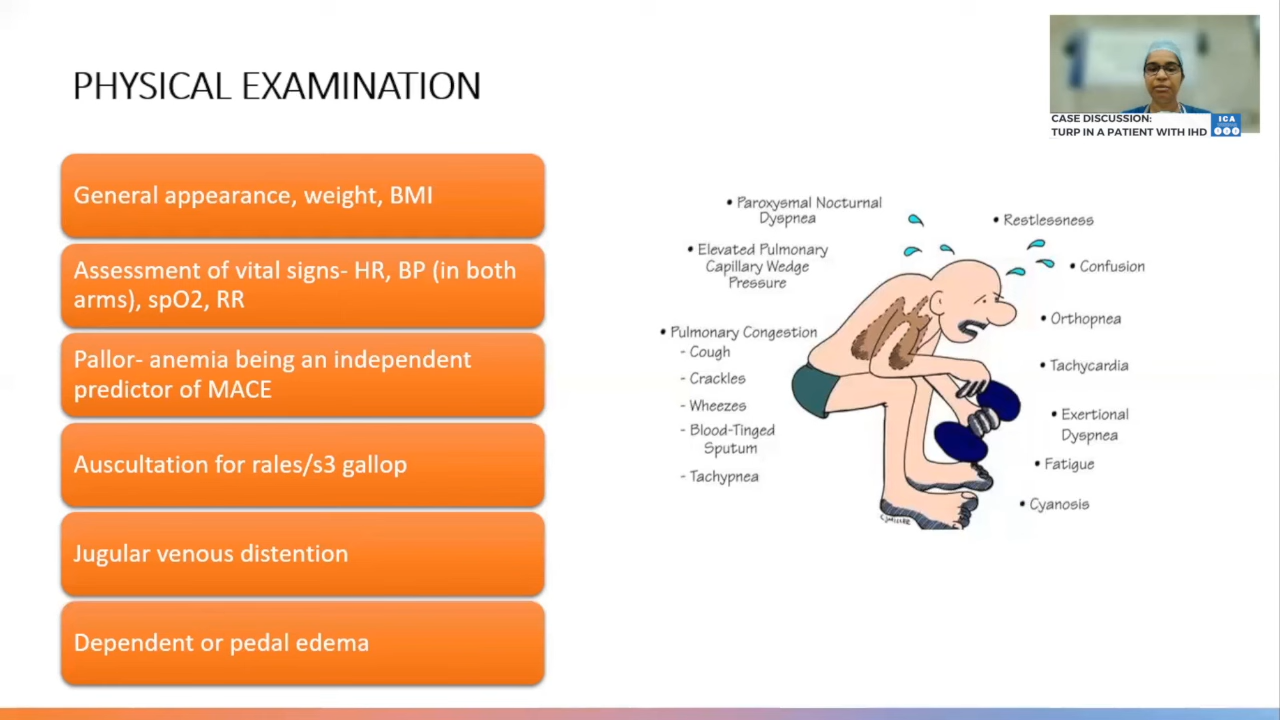 PHYSICAL EXAMINATION
General appearance, weight, BMI
Assessment of vital signs- HR, BP (in both
arms), spO2, RR
Pallor- anemia being an independent
predictor of MACE
Auscultation for rales/s3 gallop
Jugular venous distention
Dependent or pedal edema
CASE DISCUSSION:
TURP IN A PATIENT WITH IHD
ICA
• Paroxysmal Nocturnal
Dyspnea
• Elevated Pulmonary
Capillary Wedge
Pressure
• Pulmonary Congestion
- Cough
- Crackles
- Wheezes
- Blood-Tinged
Sputum
- Tachypnea
• Restlessness
• Confusion
• Orthopnea
• Tachycardia
• Exertional
Dyspnea
• Fatigue
• Cyanosis